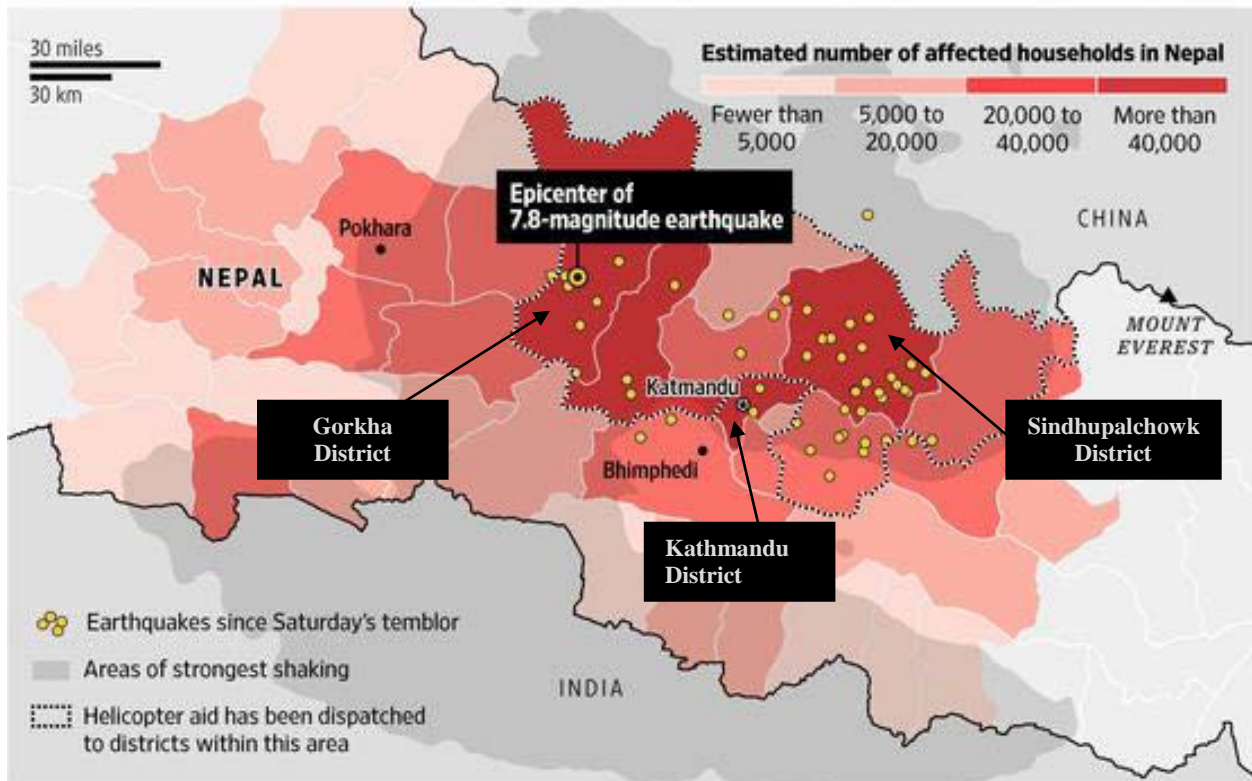 30 miles
30 km
Estimated number of affected households in Nepal
Fewer than
5,000
5,000 to
20,000
20,000 to
40,000
More than
40,000
Epicenter of
7.8-magnitude earthquake
CHINA
Pokhara
NEPAL
MOUNT
EVEREST
Katmandu
Gorkha
District
Sindhupalchowk
District
Bhimphedi
Kathmandu
District
Earthquakes since Saturday's temblor
Areas of strongest shaking
INDIA
Helicopter aid has been dispatched
to districts within this area